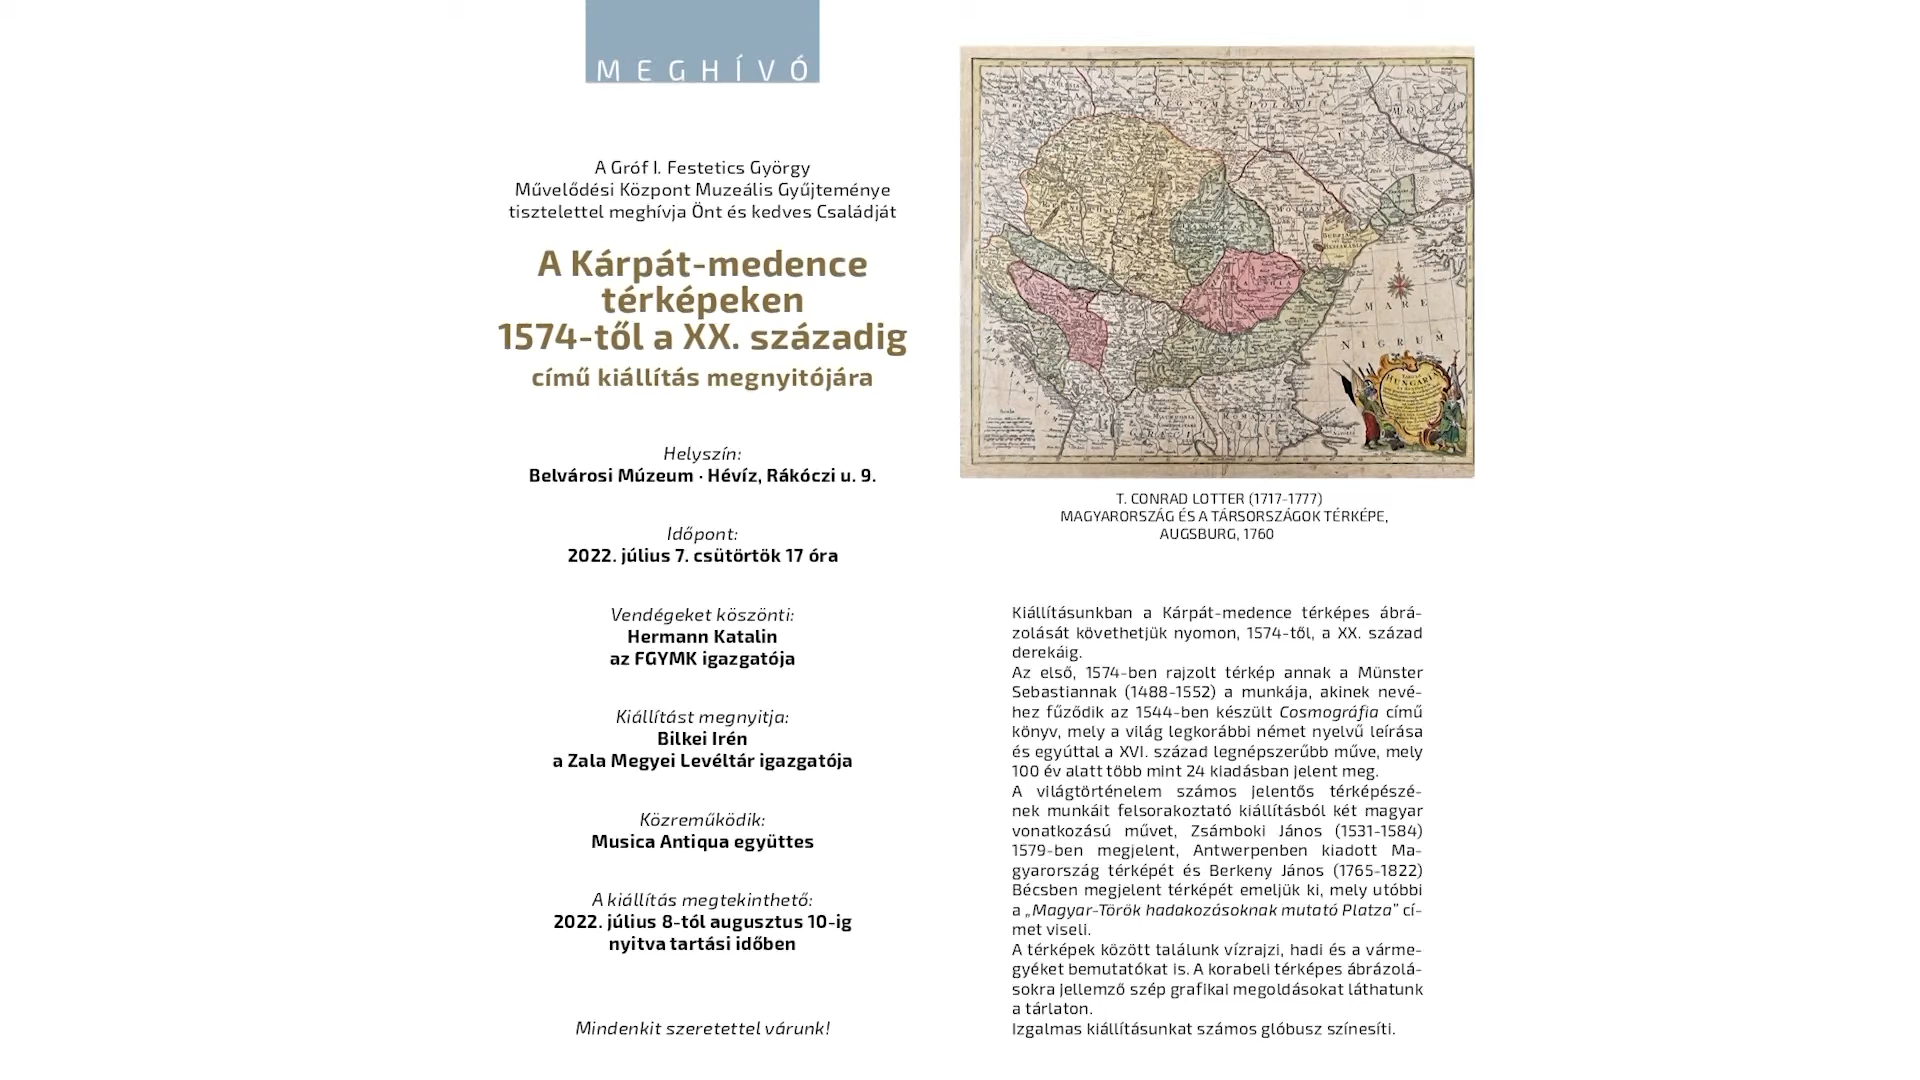 MEGHÍVÓ
A Gróf I. Festetics György
Művelődési Központ Muzeális Gyűjteménye
tisztelettel meghívja Önt és kedves Családját
A Kárpát-medence
térképeken
1574-től a XX. századig
című kiállítás megnyitójára
Helyszín:
Belvárosi Múzeum · Hévíz, Rákóczi u. 9.
Időpont:
2022. július 7. csütörtök 17 óra
Vendégeket köszönti:
Hermann Katalin
az FGYMK igazgatója
Kiállítást megnyitja:
Bilkei Irén
a Zala Megyei Levéltár igazgatója
Közreműködik:
Musica Antiqua együttes
A kiállítás megtekinthető:
2022. július 8-tól augusztus 10-ig
nyitva tartási időben
Mindenkit szeretettel várunk!
MARE
NIGRUM
HUNGARIA
T. CONRAD LOTTER (1717-1777)
MAGYARORSZÁG ÉS A TÁRSORSZÁGOK TÉRKÉPE,
AUGSBURG, 1760
Kiállításunkban a Kárpát-medence térképes ábrá-
zolását követhetjük nyomon, 1574-től, a XX. század
derekáig.
Az első, 1574-ben rajzolt térkép annak a Münster
Sebastiannak (1488-1552) a munkája, akinek nevé-
hez fűződik az 1544-ben készült Cosmográfia című
könyv, mely a világ legkorábbi német nyelvű leírása
és egyúttal a XVI. század legnépszerűbb műve, mely
100 év alatt több mint 24 kiadásban jelent meg.
A világtörténelem számos jelentős térképészé-
nek munkáit felsorakoztató kiállításból két magyar
vonatkozású művet, Zsámboki János (1531-1584)
1579-ben megjelent, Antwerpenben kiadott Ma-
gyarország térképét és Berkeny János (1765-1822)
Bécsben megjelent térképét emeljük ki, mely utóbbi
a „Magyar-Török hadakozásoknak mutató Platza” cí-
met viseli.
A térképek között találunk vízrajzi, hadi és a várme-
gyéket bemutatókat is. A korabeli térképes ábrázolá-
sokra jellemző szép grafikai megoldásokat láthatunk
a tárlaton.
Izgalmas kiállításunkat számos glóbusz színesíti.